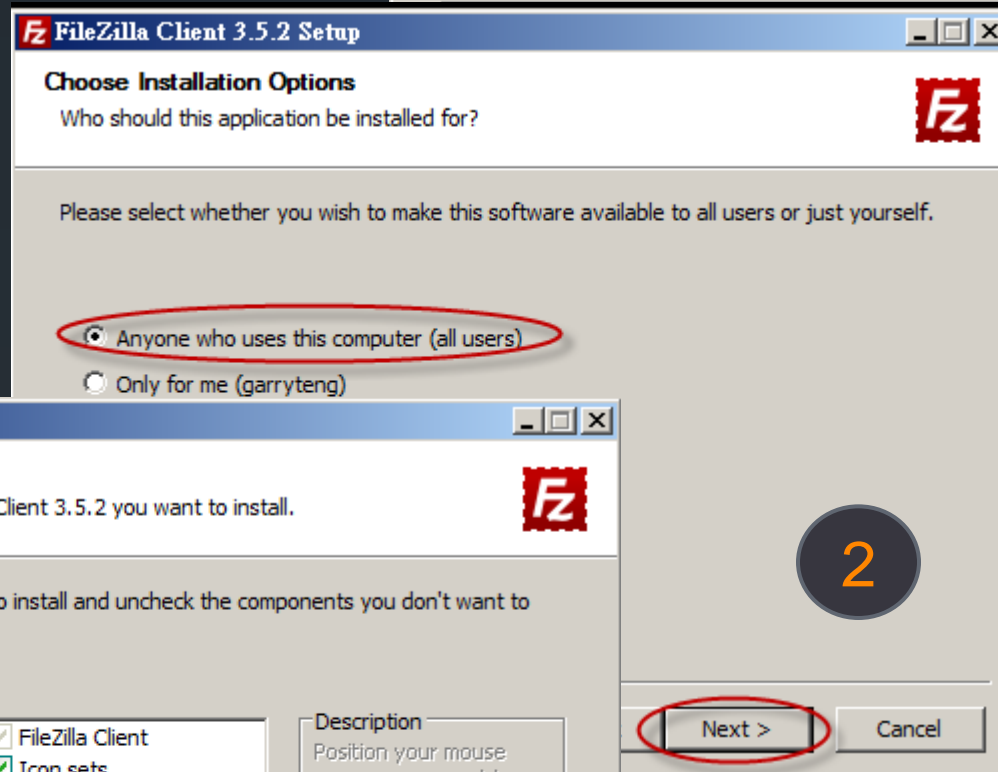 FileZilla Client 3.5.2 Setup
Choose Installation Options
Who should this application be installed for?
Fz
Please select whether you wish to make this software available to all users or just yourself.
Anyone who uses this computer (all users)
Only for me (garryteng)
Fz
Client 3.5.2 you want to install.
2
o install and uncheck the components you don't want to
Next >
Cancel
FileZilla Client
Icon sets
Description
Position your mouse